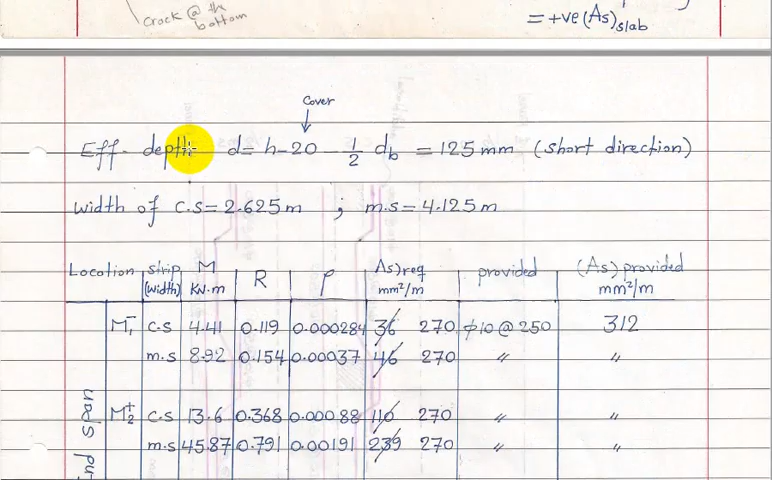 Crack @ th
bottom
= +ve (As)slab
Cover
Eff- depth d = h-20 - 1/2 db = 125 mm (short direction)
width of c.s = 2.625 m ; m.s = 4.125 m
Location | strip (width) | M kN.m | R | ρ | As)req mm²/m | provided | (As) provided mm²/m
M1⁻ | c.s | 4.41 | 0.119 | 0.000284 | 36 270 | φ10 @ 250 | 312
m.s | 8.92 | 0.154 | 0.00037 | 46 270 | 〃 | 〃
M2⁺ | c.s | 13.6 | 0.368 | 0.00088 | 110 270 | 〃 | 〃
span | m.s | 45.87 | 0.791 | 0.00191 | 239 270 | 〃 | 〃